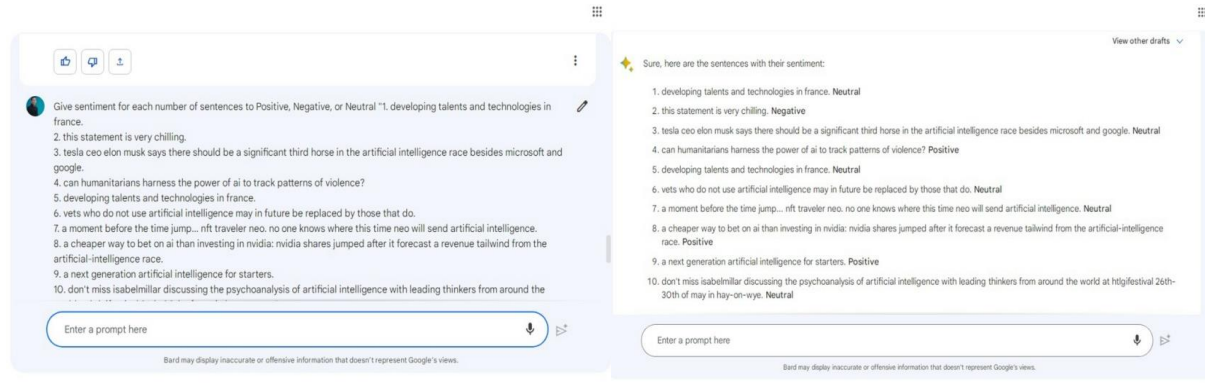 Give sentiment for each number of sentences to Positive, Negative, or Neutral "1. developing talents and technologies in
france.
2. this statement is very chilling.
3. tesla ceo elon musk says there should be a significant third horse in the artificial intelligence race besides microsoft and
google.
4. can humanitarians harness the power of ai to track patterns of violence?
5. developing talents and technologies in france.
6. vets who do not use artificial intelligence may in future be replaced by those that do.
7. a moment before the time jump... nft traveler neo. no one knows where this time neo will send artificial intelligence.
8. a cheaper way to bet on ai than investing in nvidia: nvidia shares jumped after it forecast a revenue tailwind from the
artificial-intelligence race.
9. a next generation artificial intelligence for starters.
10. don't miss isabelmillar discussing the psychoanalysis of artificial intelligence with leading thinkers from around the
Enter a prompt here
Bard may display inaccurate or offensive information that doesn't represent Google's views.
View other drafts
Sure, here are the sentences with their sentiment:
1. developing talents and technologies in france. Neutral
2. this statement is very chilling. Negative
3. tesla ceo elon musk says there should be a significant third horse in the artificial intelligence race besides microsoft and google. Neutral
4. can humanitarians harness the power of ai to track patterns of violence? Positive
5. developing talents and technologies in france. Neutral
6. vets who do not use artificial intelligence may in future be replaced by those that do. Neutral
7. a moment before the time jump... nft traveler neo. no one knows where this time neo will send artificial intelligence. Neutral
8. a cheaper way to bet on ai than investing in nvidia: nvidia shares jumped after it forecast a revenue tailwind from the artificial-intelligence
race. Positive
9. a next generation artificial intelligence for starters. Positive
10. don't miss isabelmillar discussing the psychoanalysis of artificial intelligence with leading thinkers from around the world at htlgifestival 26th-
30th of may in hay-on-wye. Neutral
Enter a prompt here
Bard may display inaccurate or offensive information that doesn't represent Google's views.